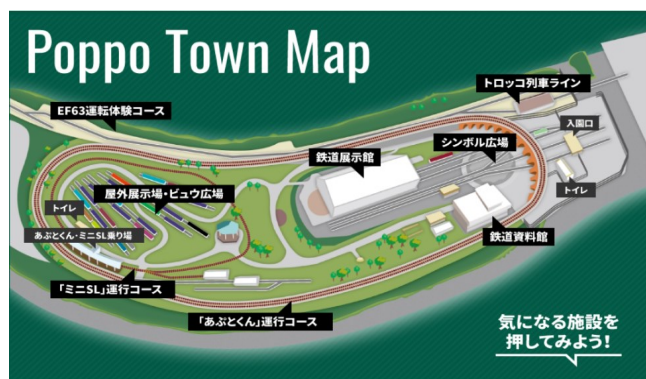 Poppo Town Map
トロッコ列車ライン
EF63運転体験コース
入園口
シンボル広場
鉄道展示館
屋外展示場・ビュウ広場
トイレ
トイレ
あぷとくん・ミニSL乗り場
鉄道資料館
「ミニSL」運行コース
「あぷとくん」運行コース
気になる施設を
押してみよう!